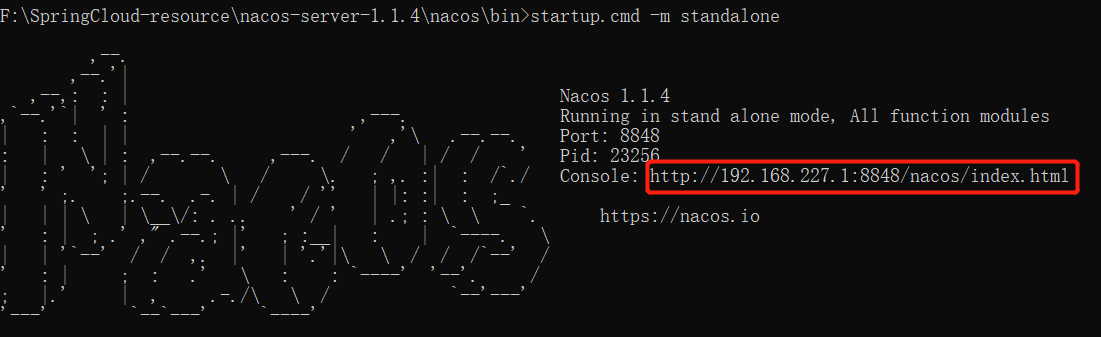 F:\SpringCloud-resource\nacos-server-1.1.4\nacos\bin>startup.cmd -m standalone
Nacos 1.1.4
Running in stand alone mode, All function modules
Port: 8848
Pid: 23256
Console: http://192.168.227.1:8848/nacos/index.html
https://nacos.io